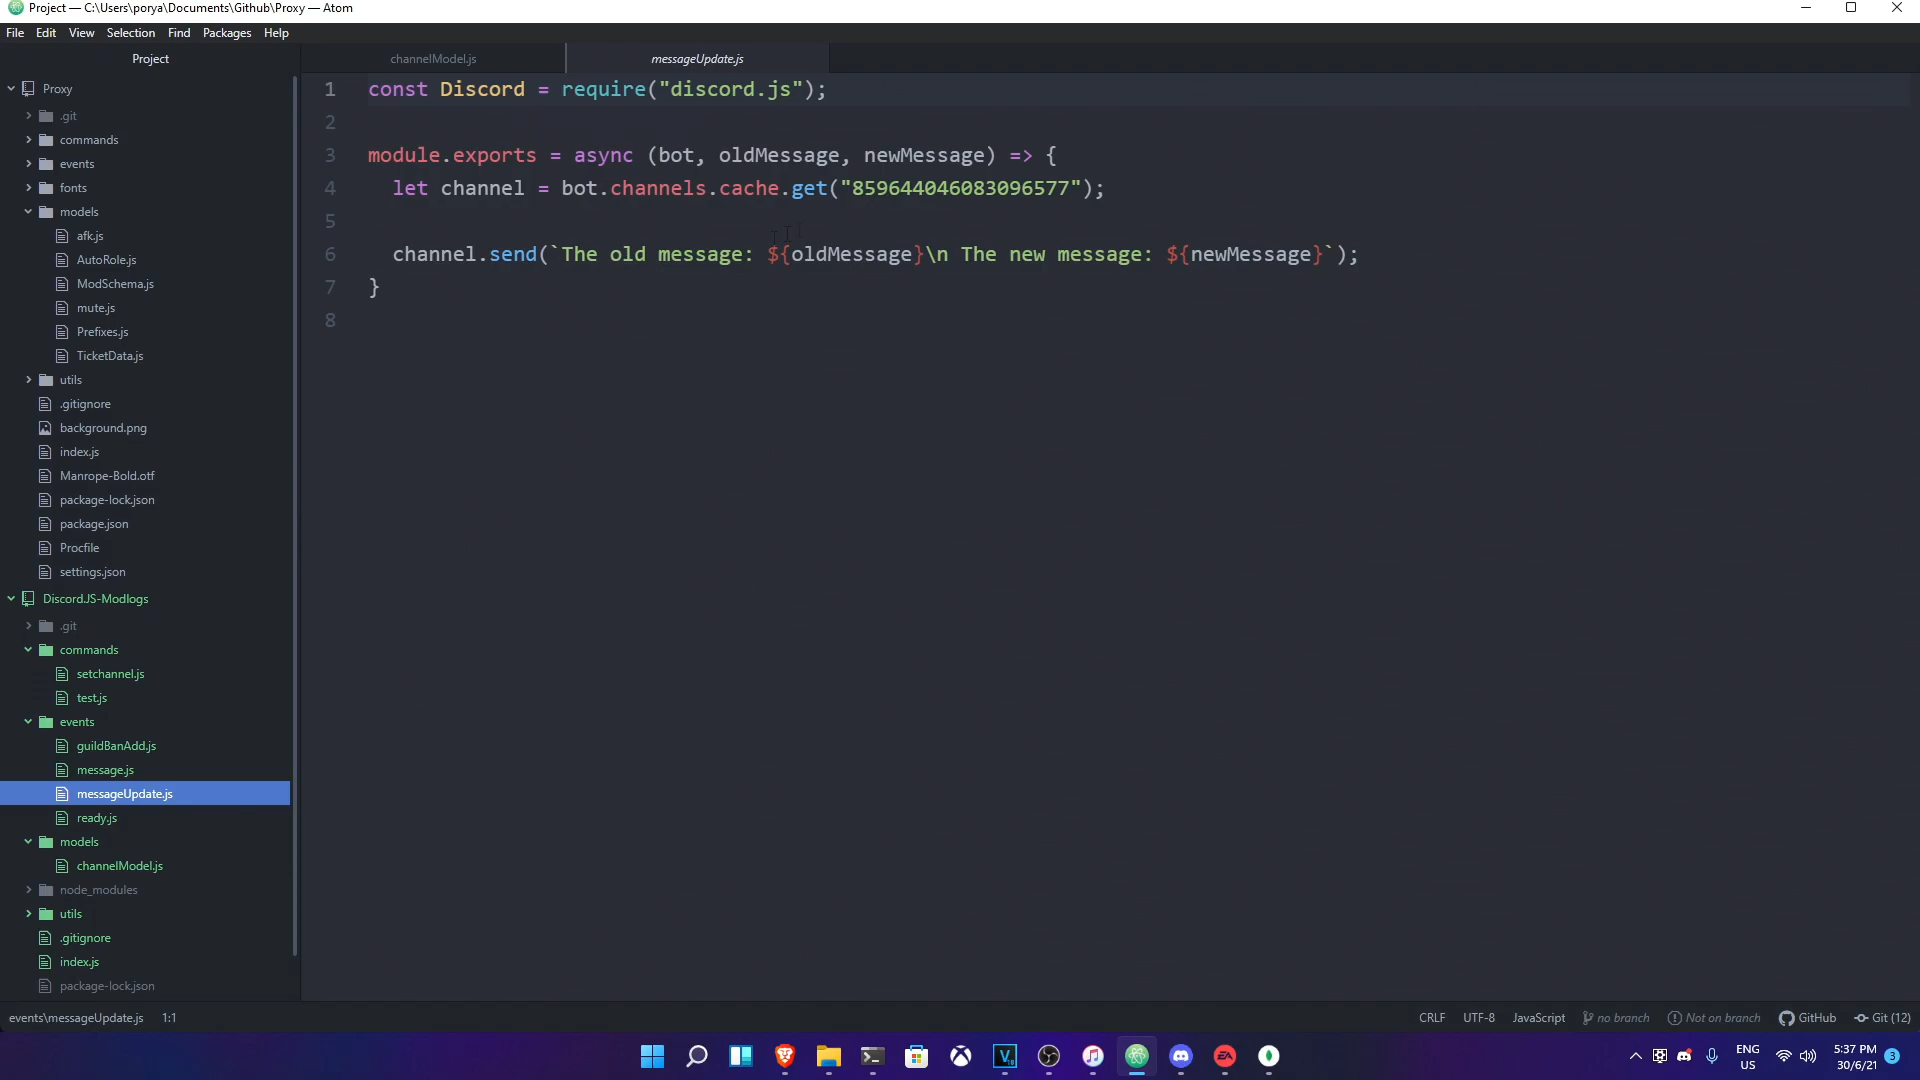 Project — C:\Users\porya\Documents\Github\Proxy — Atom
File Edit View Selection Find Packages Help
Project
channelModel.js
messageUpdate.js
Proxy
.git
commands
events
fonts
models
afk.js
AutoRole.js
ModSchema.js
mute.js
Prefixes.js
TicketData.js
utils
.gitignore
background.png
index.js
Manrope-Bold.otf
package-lock.json
package.json
Procfile
settings.json
Discord.JS-Modlogs
.git
commands
setchannel.js
test.js
events
guildBanAdd.js
message.js
messageUpdate.js
ready.js
models
channelModel.js
node_modules
utils
.gitignore
index.js
package-lock.json
1 const Discord = require("discord.js");
2
3 module.exports = async (bot, oldMessage, newMessage) => {
4 let channel = bot.channels.cache.get("859644046083096577");
5
6 channel.send(`The old message: ${oldMessage}\n The new message: ${newMessage}`);
7 }
8
events\messageUpdate.js 1:1
CRLF UTF-8 JavaScript no branch Not on branch GitHub Git (12)
ENG
US
5:37 PM
30/6/21
3